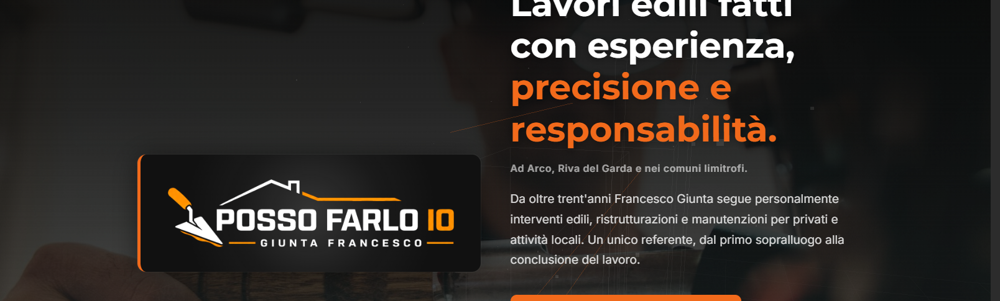 Lavori edili fatti
con esperienza,
precisione e
responsabilità.
Ad Arco, Riva del Garda e nei comuni limitrofi.
Da oltre trent'anni Francesco Giunta segue personalmente
interventi edili, ristrutturazioni e manutenzioni per privati e
attività locali. Un unico referente, dal primo sopralluogo alla
conclusione del lavoro.
POSSO FARLO IO
GIUNTA FRANCESCO